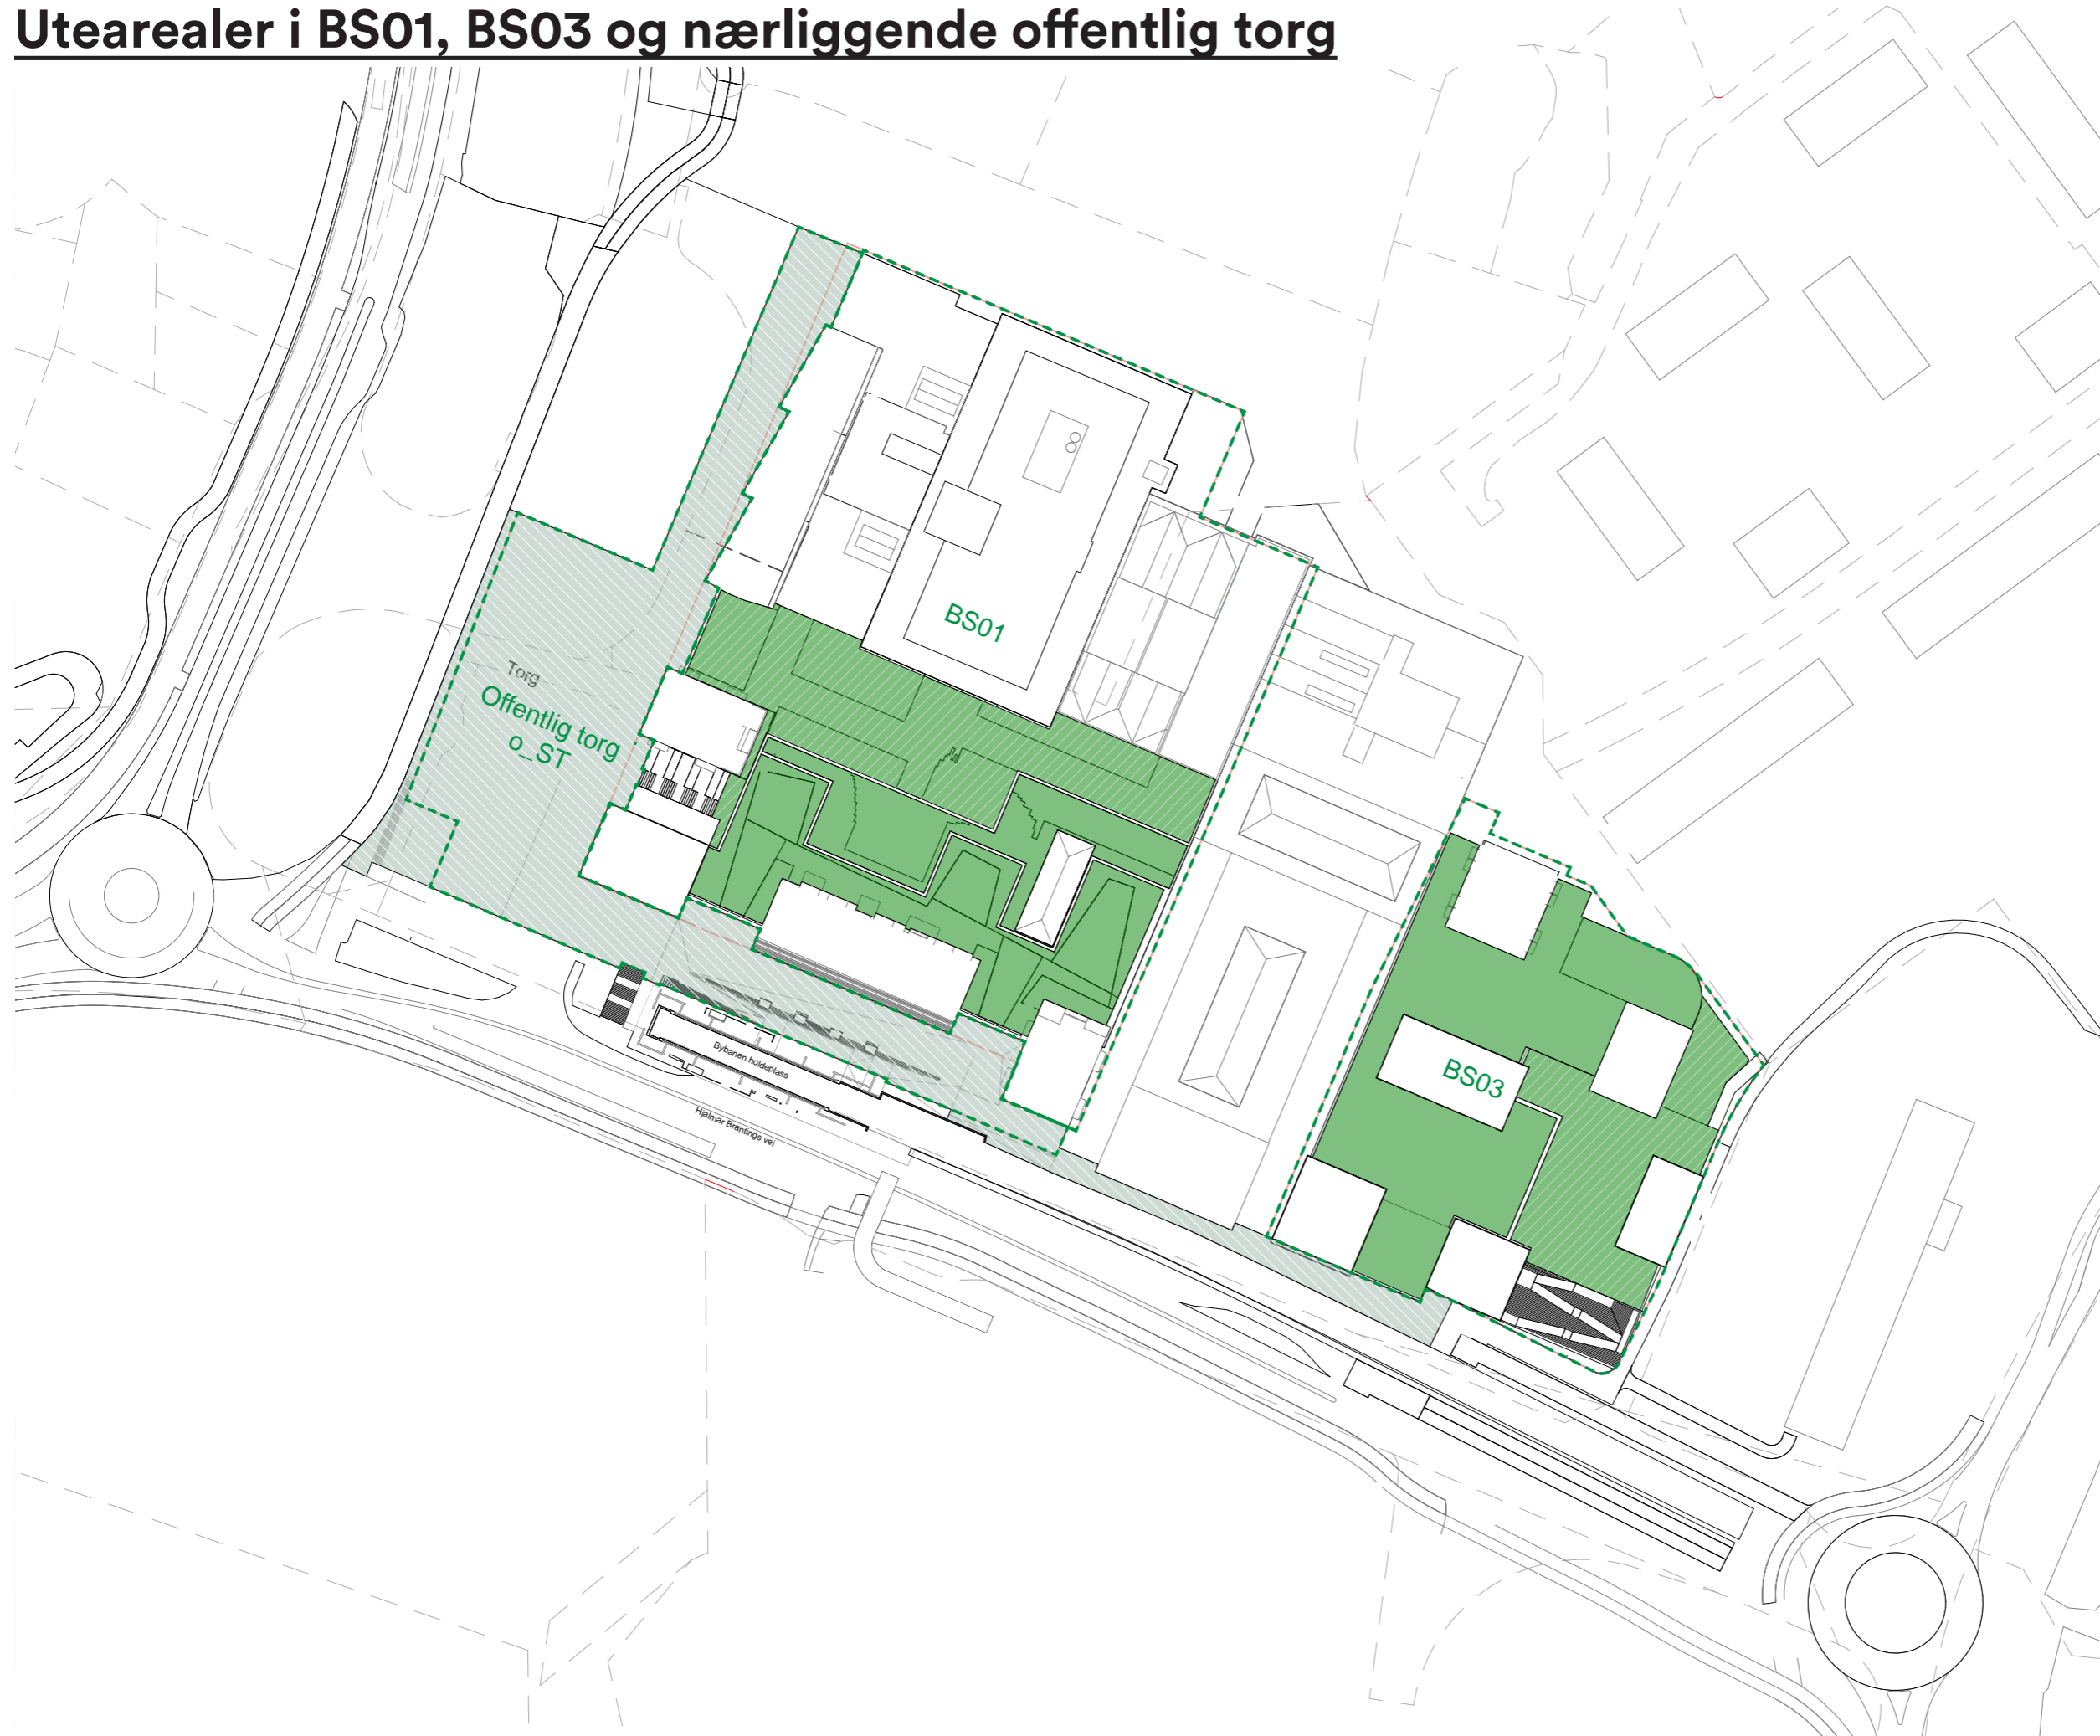 Utearealer i BS01, BS03 og nærliggende offentlig torg
BS01
Torg
Offentlig torg
o_ST
Bybanen holdeplass
BS03
Hjalmar Brantings vei